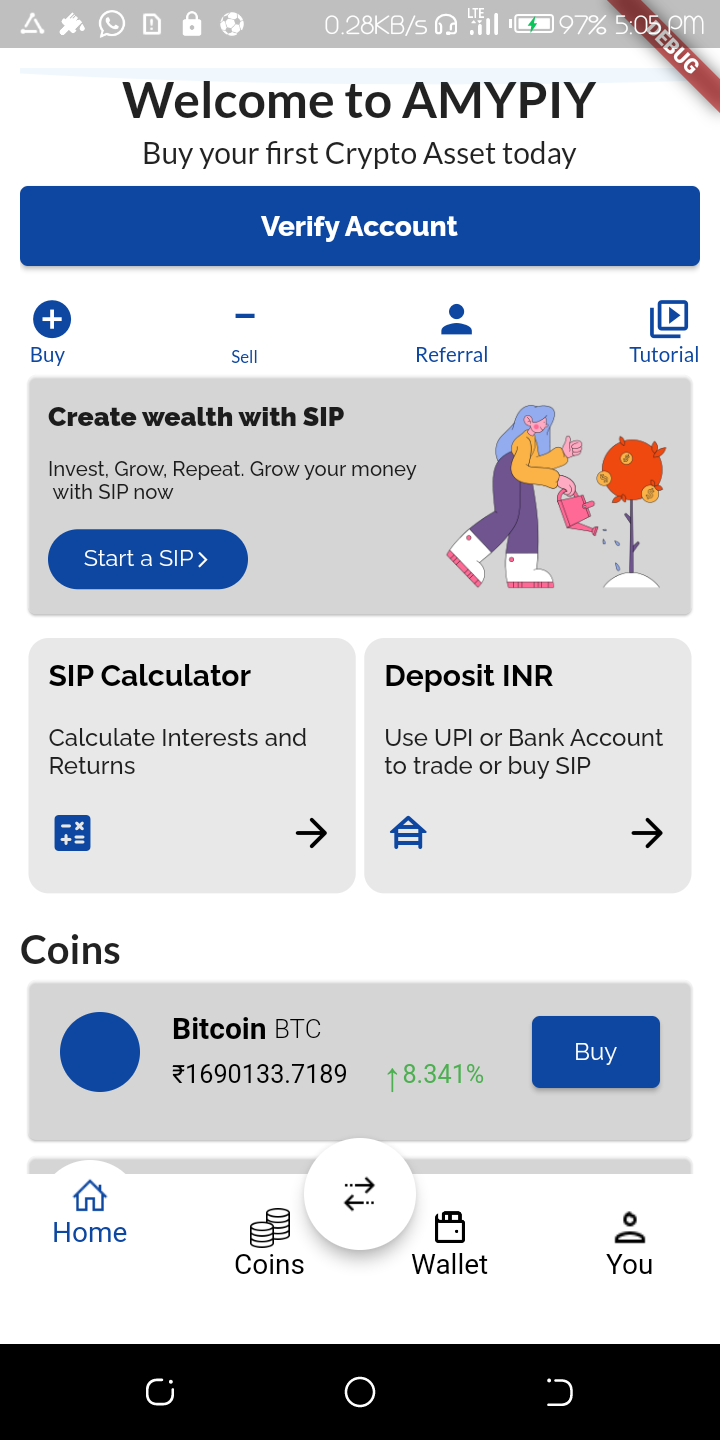 0.28KB/s LTE 97% 5:05 PM
DEBUG
Welcome to AMYPIY
Buy your first Crypto Asset today
Verify Account
Buy Sell Referral Tutorial
Create wealth with SIP
Invest, Grow, Repeat. Grow your money
with SIP now
Start a SIP
SIP Calculator
Calculate Interests and
Returns
Deposit INR
Use UPI or Bank Account
to trade or buy SIP
Coins
Bitcoin BTC
₹1690133.7189 ↑8.341%
Buy
Home Coins Wallet You